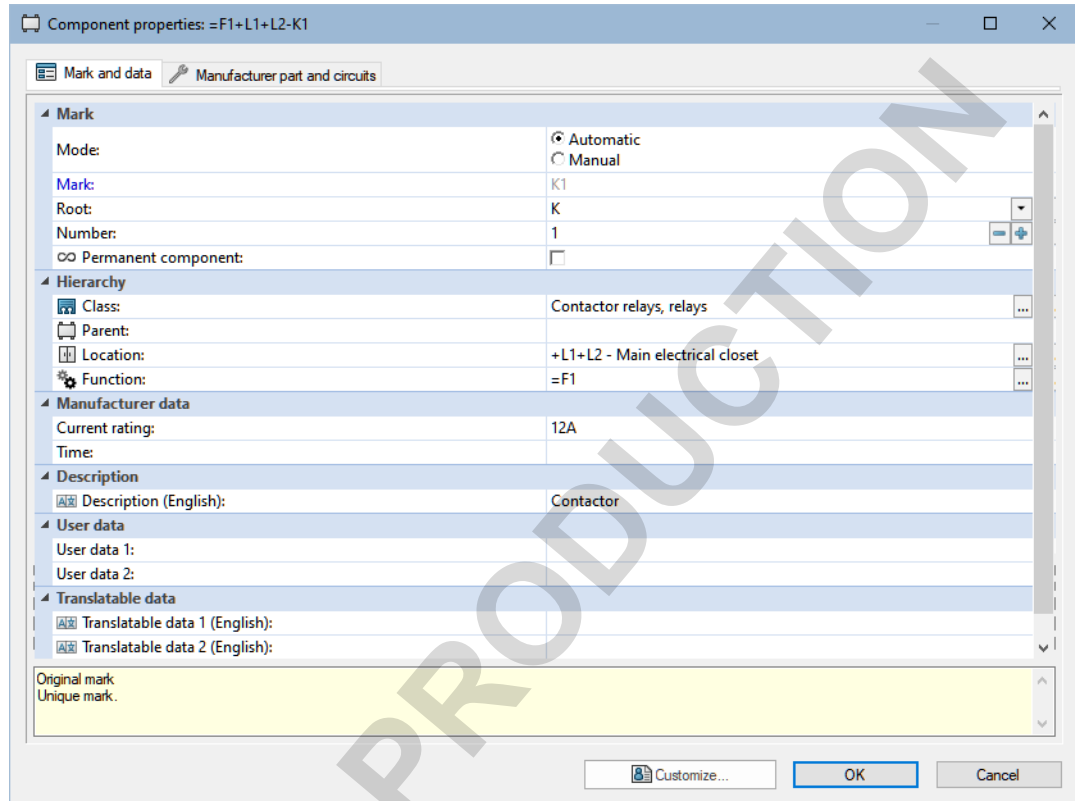 Component properties: =F1+L1+L2-K1
Mark and data Manufacturer part and circuits
Mark
Mode: Automatic
Manual
Mark: K1
Root: K
Number: 1
Permanent component:
Hierarchy
Class: Contactor relays, relays ...
Parent:
Location: +L1+L2 - Main electrical closet ...
Function: =F1 ...
Manufacturer data
Current rating: 12A
Time:
Description
Description (English): Contactor
User data
User data 1:
User data 2:
Translatable data
Translatable data 1 (English):
Translatable data 2 (English):
Original mark
Unique mark.
Customize... OK Cancel
PRODUCTION